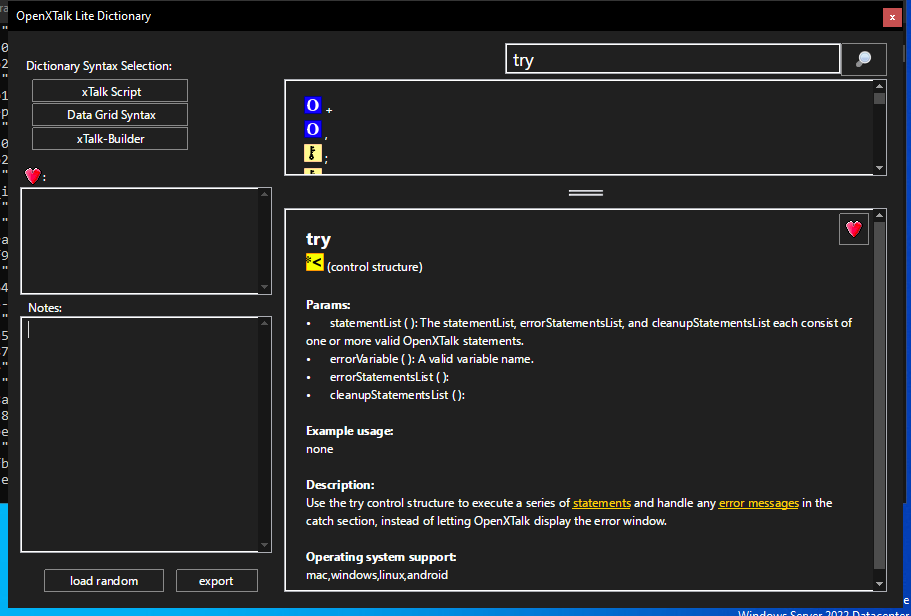 OpenXTalk Lite Dictionary
x
Dictionary Syntax Selection:
xTalk Script
Data Grid Syntax
xTalk-Builder
:
Notes:
load random
export
try
O +
O ,
;
try
*< (control structure)
Params:
• statementList ( ): The statementList, errorStatementsList, and cleanupStatementsList each consist of
one or more valid OpenXTalk statements.
• errorVariable ( ): A valid variable name.
• errorStatementsList ( ):
• cleanupStatementsList ( ):
Example usage:
none
Description:
Use the try control structure to execute a series of statements and handle any error messages in the
catch section, instead of letting OpenXTalk display the error window.
Operating system support:
mac,windows,linux,android
Windows Server 2022 Datacenter